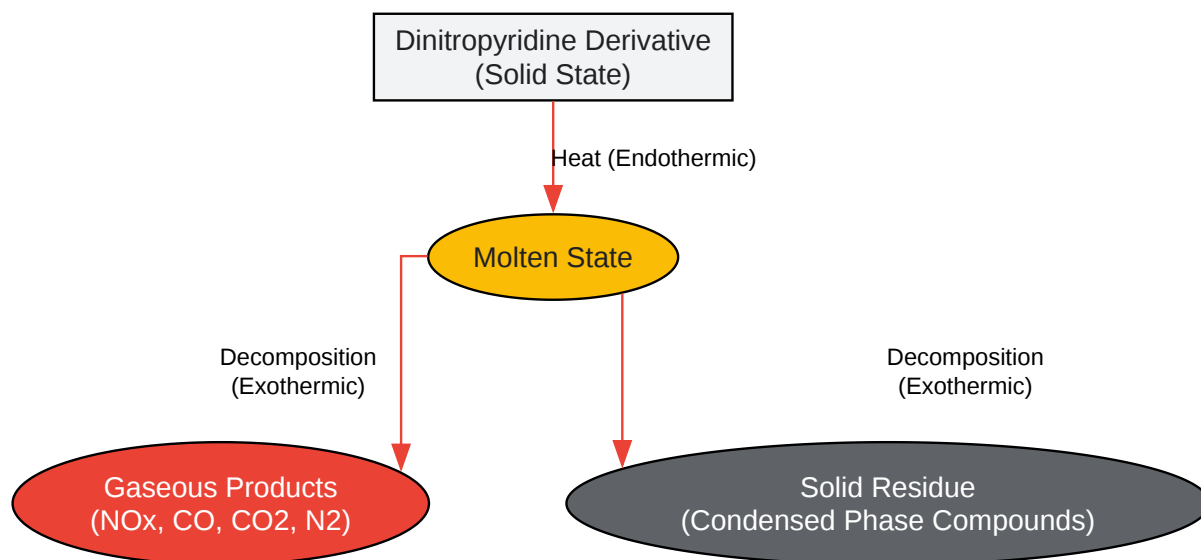 Dinitropyridine Derivative
(Solid State)
Heat (Endothermic)
Molten State
Decomposition
(Exothermic)
Decomposition
(Exothermic)
Gaseous Products
(NOx, CO, CO2, N2)
Solid Residue
(Condensed Phase Compounds)